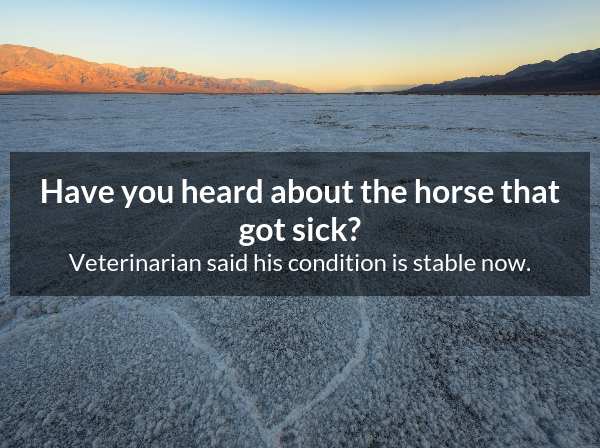 Have you heard about the horse that
got sick?
Veterinarian said his condition is stable now.